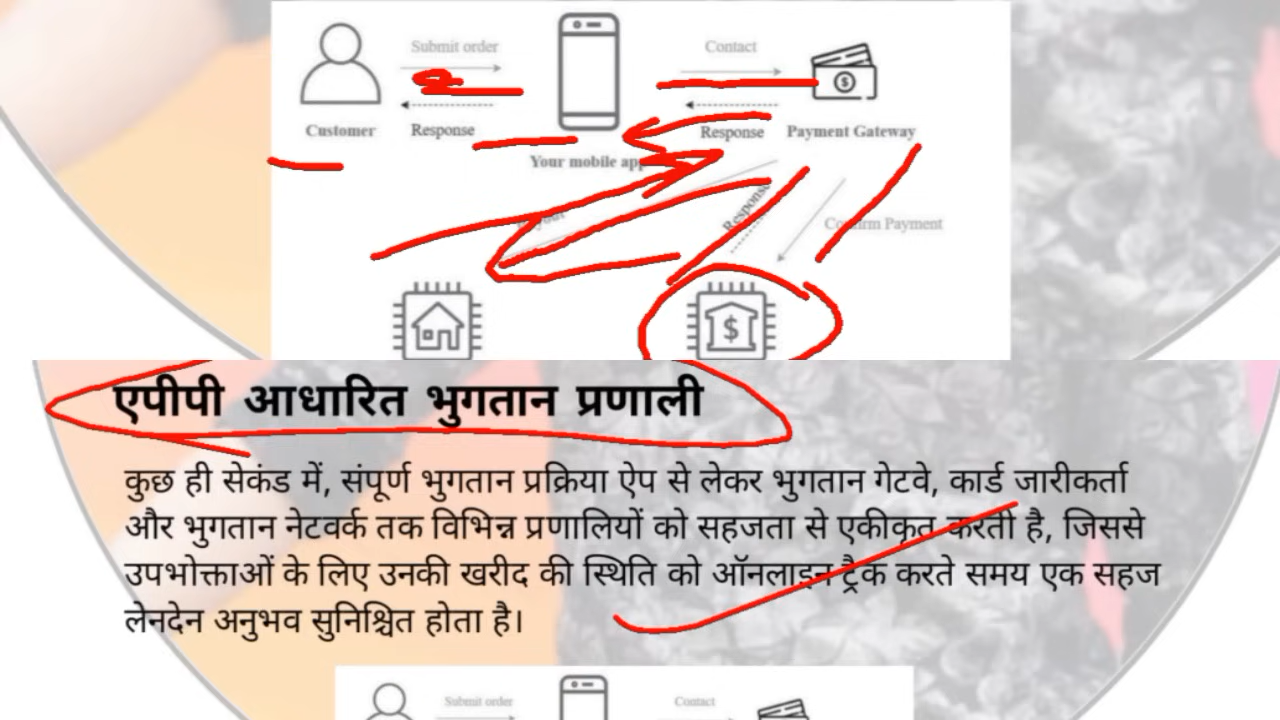 Submit order
Contact
Customer
Response
Response
Payment Gateway
Your mobile app
Response
Confirm Payment
एपीपी आधारित भुगतान प्रणाली
कुछ ही सेकंड में, संपूर्ण भुगतान प्रक्रिया ऐप से लेकर भुगतान गेटवे, कार्ड जारीकर्ता
और भुगतान नेटवर्क तक विभिन्न प्रणालियों को सहजता से एकीकृत करती है, जिससे
उपभोक्ताओं के लिए उनकी खरीद की स्थिति को ऑनलाइन ट्रैक करते समय एक सहज
लेनदेन अनुभव सुनिश्चित होता है।
Submit order
Contact